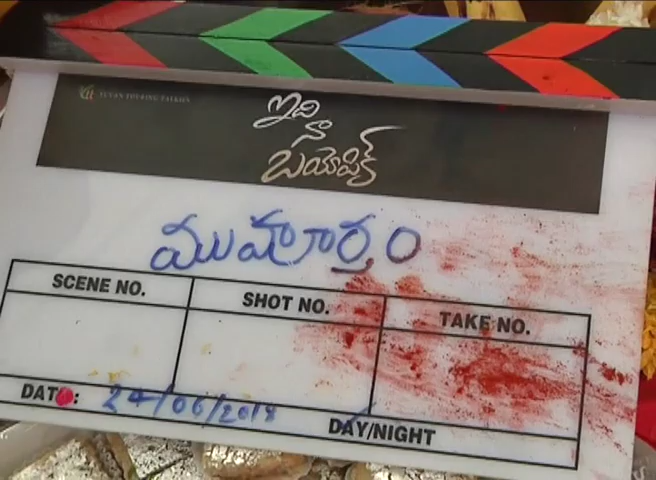 ఇది
నా
బయోపిక్
ముహూర్తం
SCENE NO.
SHOT NO.
TAKE NO.
DATE:
24/06/2018
DAY/NIGHT